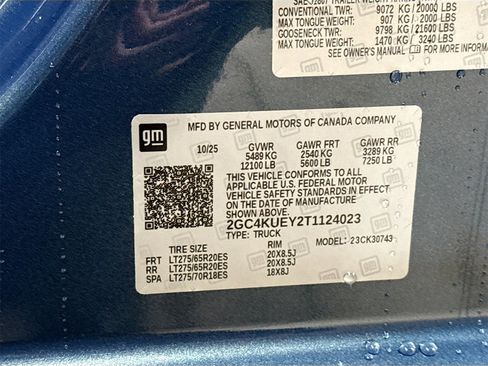 SAE J2807 TRAILER WEIGHT
CONVENTIONAL TWR: 9072 KG // 20000 LBS
MAX TONGUE WEIGHT: 907 KG // 2000 LBS
GOOSENECK TWR: 9798 KG // 21600 LBS
MAX TONGUE WEIGHT: 1470 KG // 3240 LBS
SEE OWNER'S MANUAL FOR MORE INFORMATION
gm
MFD BY GENERAL MOTORS OF CANADA COMPANY
10/25 GVWR GAWR FRT GAWR RR
5489 KG 2540 KG 3289 KG
12100 LB 5600 LB 7250 LB
THIS VEHICLE CONFORMS TO ALL
APPLICABLE U.S. FEDERAL MOTOR
VEHICLE SAFETY STANDARDS IN
EFFECT ON THE DATE OF
MANUFACTURE SHOWN ABOVE.
2GC4KUEY2T1124023
TYPE: TRUCK MODEL: 23CK30743
TIRE SIZE RIM
FRT LT275/65R20ES 20X8.5J
RR LT275/65R20ES 20X8.5J
SPA LT275/70R18ES 18X8J